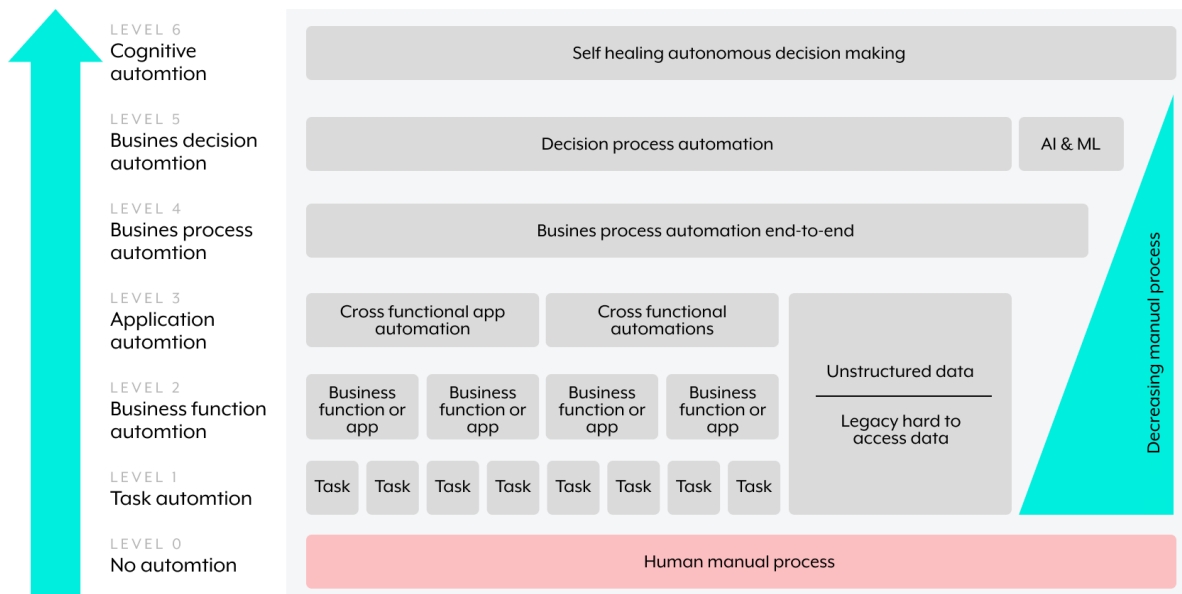 LEVEL 6
Cognitive
automtion
Self healing autonomous decision making
LEVEL 5
Busines decision
automtion
Decision process automation
AI & ML
LEVEL 4
Busines process
automtion
Busines process automation end-to-end
LEVEL 3
Application
automtion
Cross functional app
automation
Cross functional
automations
LEVEL 2
Business function
automtion
Business
function or
app
Business
function or
app
Business
function or
app
Business
function or
app
LEVEL 1
Task automtion
Task
Task
Task
Task
Task
Task
Task
Task
Unstructured data
Legacy hard to
access data
Decreasing manual process
LEVEL 0
No automtion
Human manual process